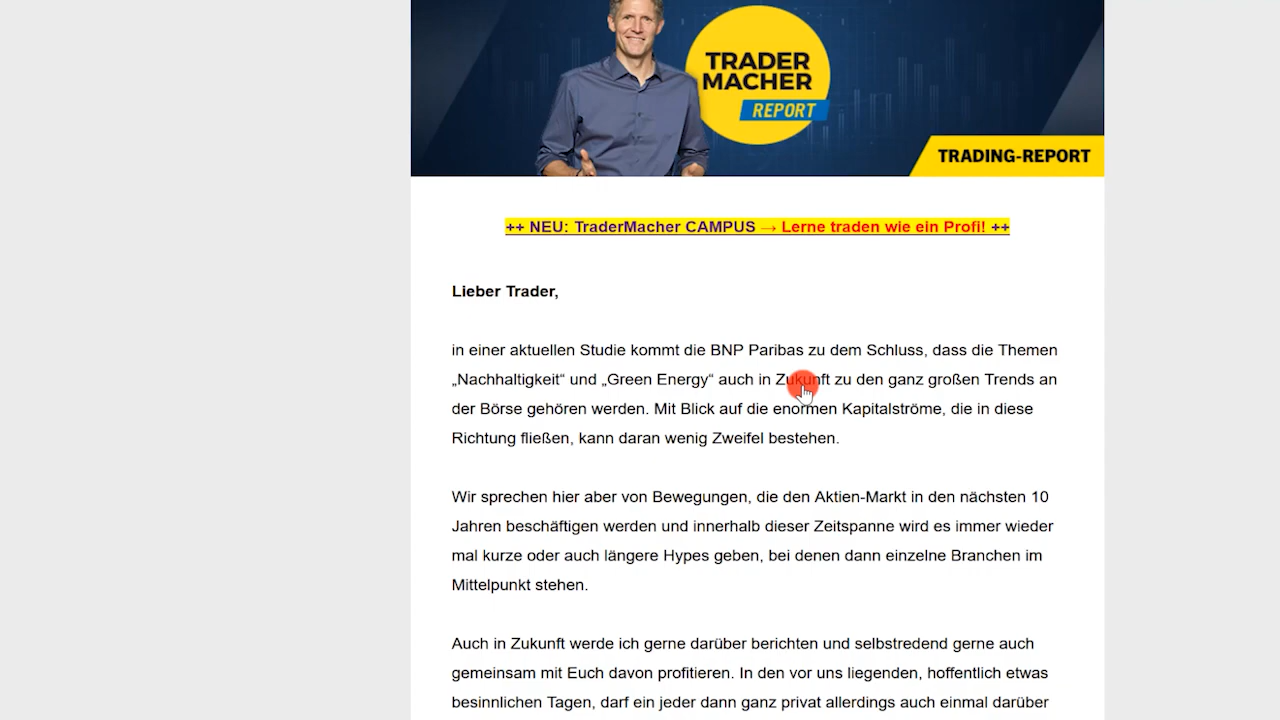 TRADER
MACHER
REPORT
TRADING-REPORT
++ NEU: TraderMacher CAMPUS → Lerne traden wie ein Profi! ++
Lieber Trader,
in einer aktuellen Studie kommt die BNP Paribas zu dem Schluss, dass die Themen
„Nachhaltigkeit“ und „Green Energy“ auch in Zukunft zu den ganz großen Trends an
der Börse gehören werden. Mit Blick auf die enormen Kapitalströme, die in diese
Richtung fließen, kann daran wenig Zweifel bestehen.
Wir sprechen hier aber von Bewegungen, die den Aktien-Markt in den nächsten 10
Jahren beschäftigen werden und innerhalb dieser Zeitspanne wird es immer wieder
mal kurze oder auch längere Hypes geben, bei denen dann einzelne Branchen im
Mittelpunkt stehen.
Auch in Zukunft werde ich gerne darüber berichten und selbstredend gerne auch
gemeinsam mit Euch davon profitieren. In den vor uns liegenden, hoffentlich etwas
besinnlichen Tagen, darf ein jeder dann ganz privat allerdings auch einmal darüber